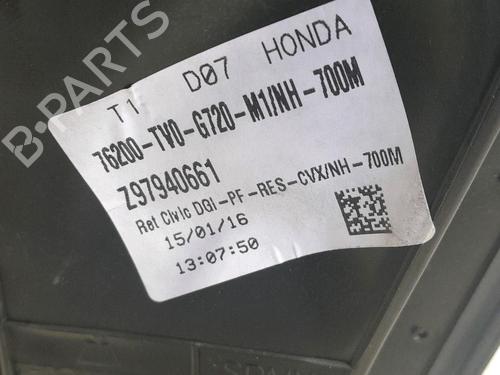 B-PARTS
T1 D07 HONDA
76200-TV0-G720-M1/NH-700M
Z97940661
Ret Civic DGI-PF-RES-CVX/NH-700M
15/01/16
13:07:50